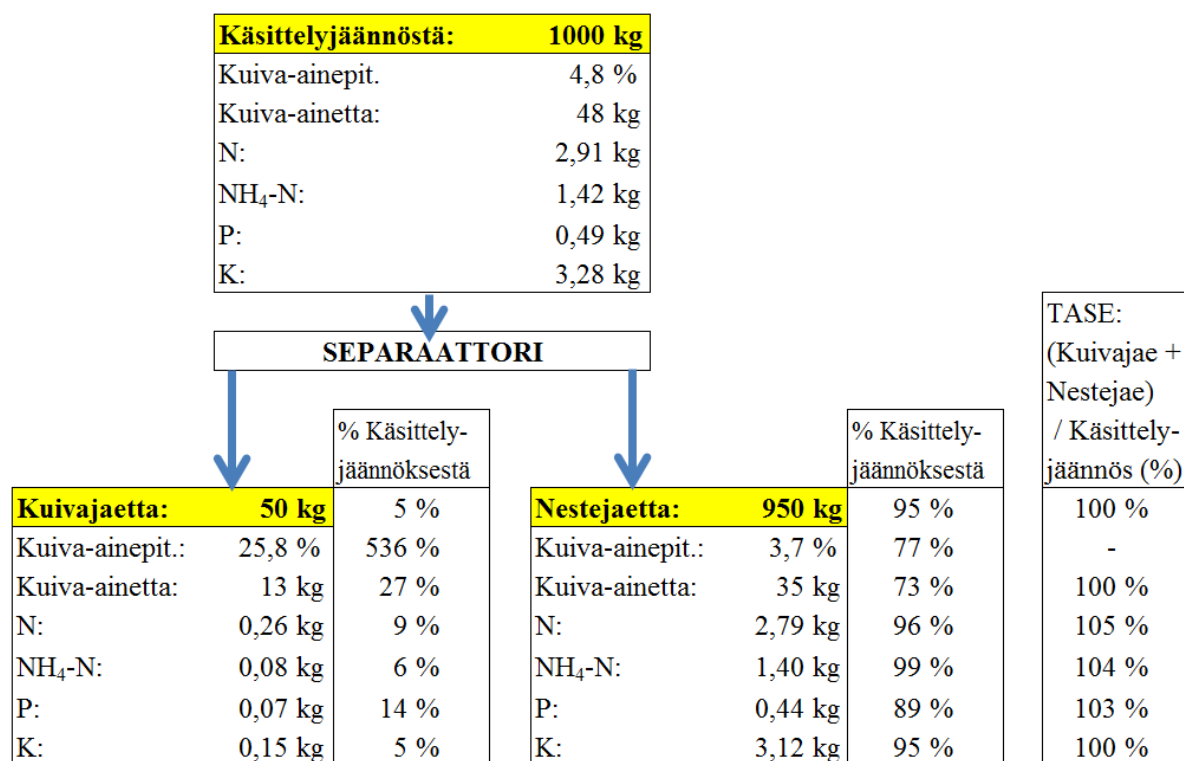 Käsittelyjäännöstä: 1000 kg
Kuiva-ainepit. 4,8 %
Kuiva-ainetta: 48 kg
N: 2,91 kg
NH₄-N: 1,42 kg
P: 0,49 kg
K: 3,28 kg
SEPARAATTORI
TASE:
(Kuivajae +
Nestejae)
/ Käsittely-
jäännös (%)
% Käsittely-
jäännöksestä
% Käsittely-
jäännöksestä
Kuivajaetta: 50 kg 5 % Nestejaetta: 950 kg 95 % 100 %
Kuiva-ainepit.: 25,8 % 536 % Kuiva-ainepit.: 3,7 % 77 % -
Kuiva-ainetta: 13 kg 27 % Kuiva-ainetta: 35 kg 73 % 100 %
N: 0,26 kg 9 % N: 2,79 kg 96 % 105 %
NH₄-N: 0,08 kg 6 % NH₄-N: 1,40 kg 99 % 104 %
P: 0,07 kg 14 % P: 0,44 kg 89 % 103 %
K: 0,15 kg 5 % K: 3,12 kg 95 % 100 %